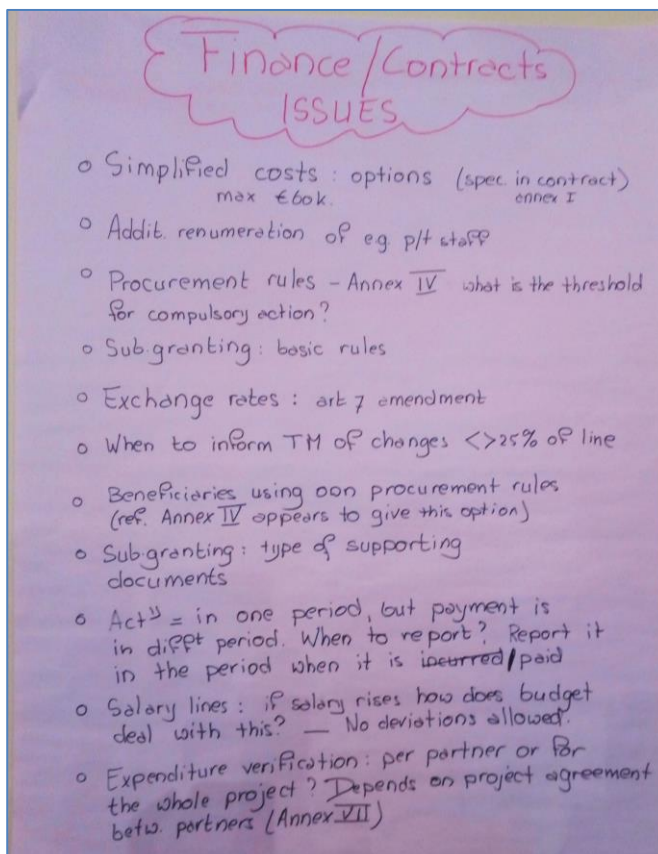 Finance/Contracts
ISSUES
o Simplified costs : options (spec. in contract)
max €60k. annex I
o Addit. renumeration of eg. p/t staff
o Procurement rules - Annex IV what is the threshold
for compulsory action?
o Sub.granting : basic rules
o Exchange rates : art 7 amendment
o When to inform TM of changes <>25% of line
o Beneficiaries using oon procurement rules
(ref. Annex IV appears to give this option)
o Sub.granting : type of supporting
documents
o Actʸ = in one period, but payment is
in diffᵗ period. When to report? Report it
in the period when it is incurred/paid
o Salary lines : if salary rises how does budget
deal with this? — No deviations allowed.
o Expenditure verification : per partner or for
the whole project? Depends on project agreement
betw. partners (Annex VII)